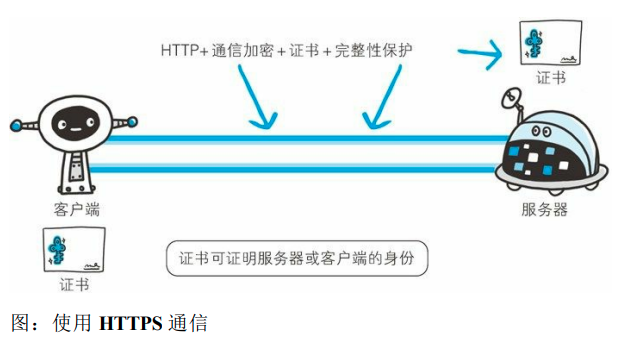 HTTP+通信加密+证书+完整性保护
证书
客户端
服务器
证书
证书可证明服务器或客户端的身份
图：使用 HTTPS 通信